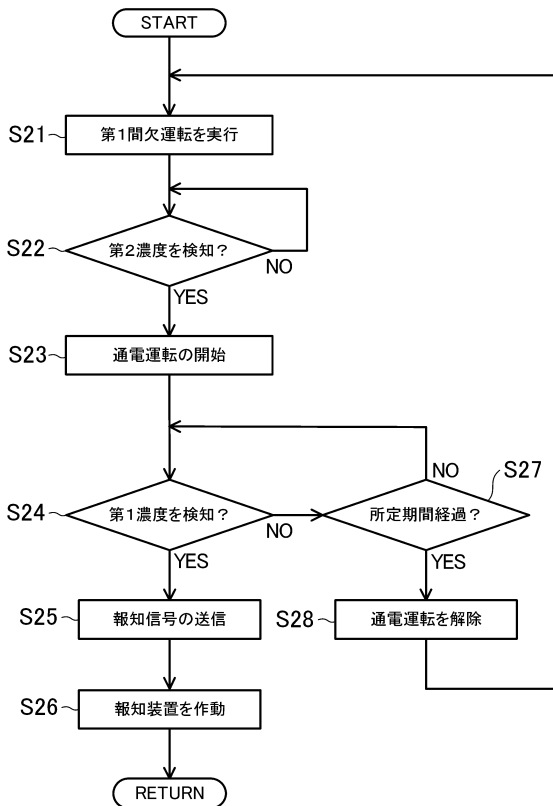 START
S21
第1間欠運転を実行
S22
第2濃度を検知?
NO
YES
S23
通電運転の開始
S24
第1濃度を検知?
NO
YES
S27
所定期間経過?
NO
YES
S25
報知信号の送信
S28
通電運転を解除
S26
報知装置を作動
RETURN